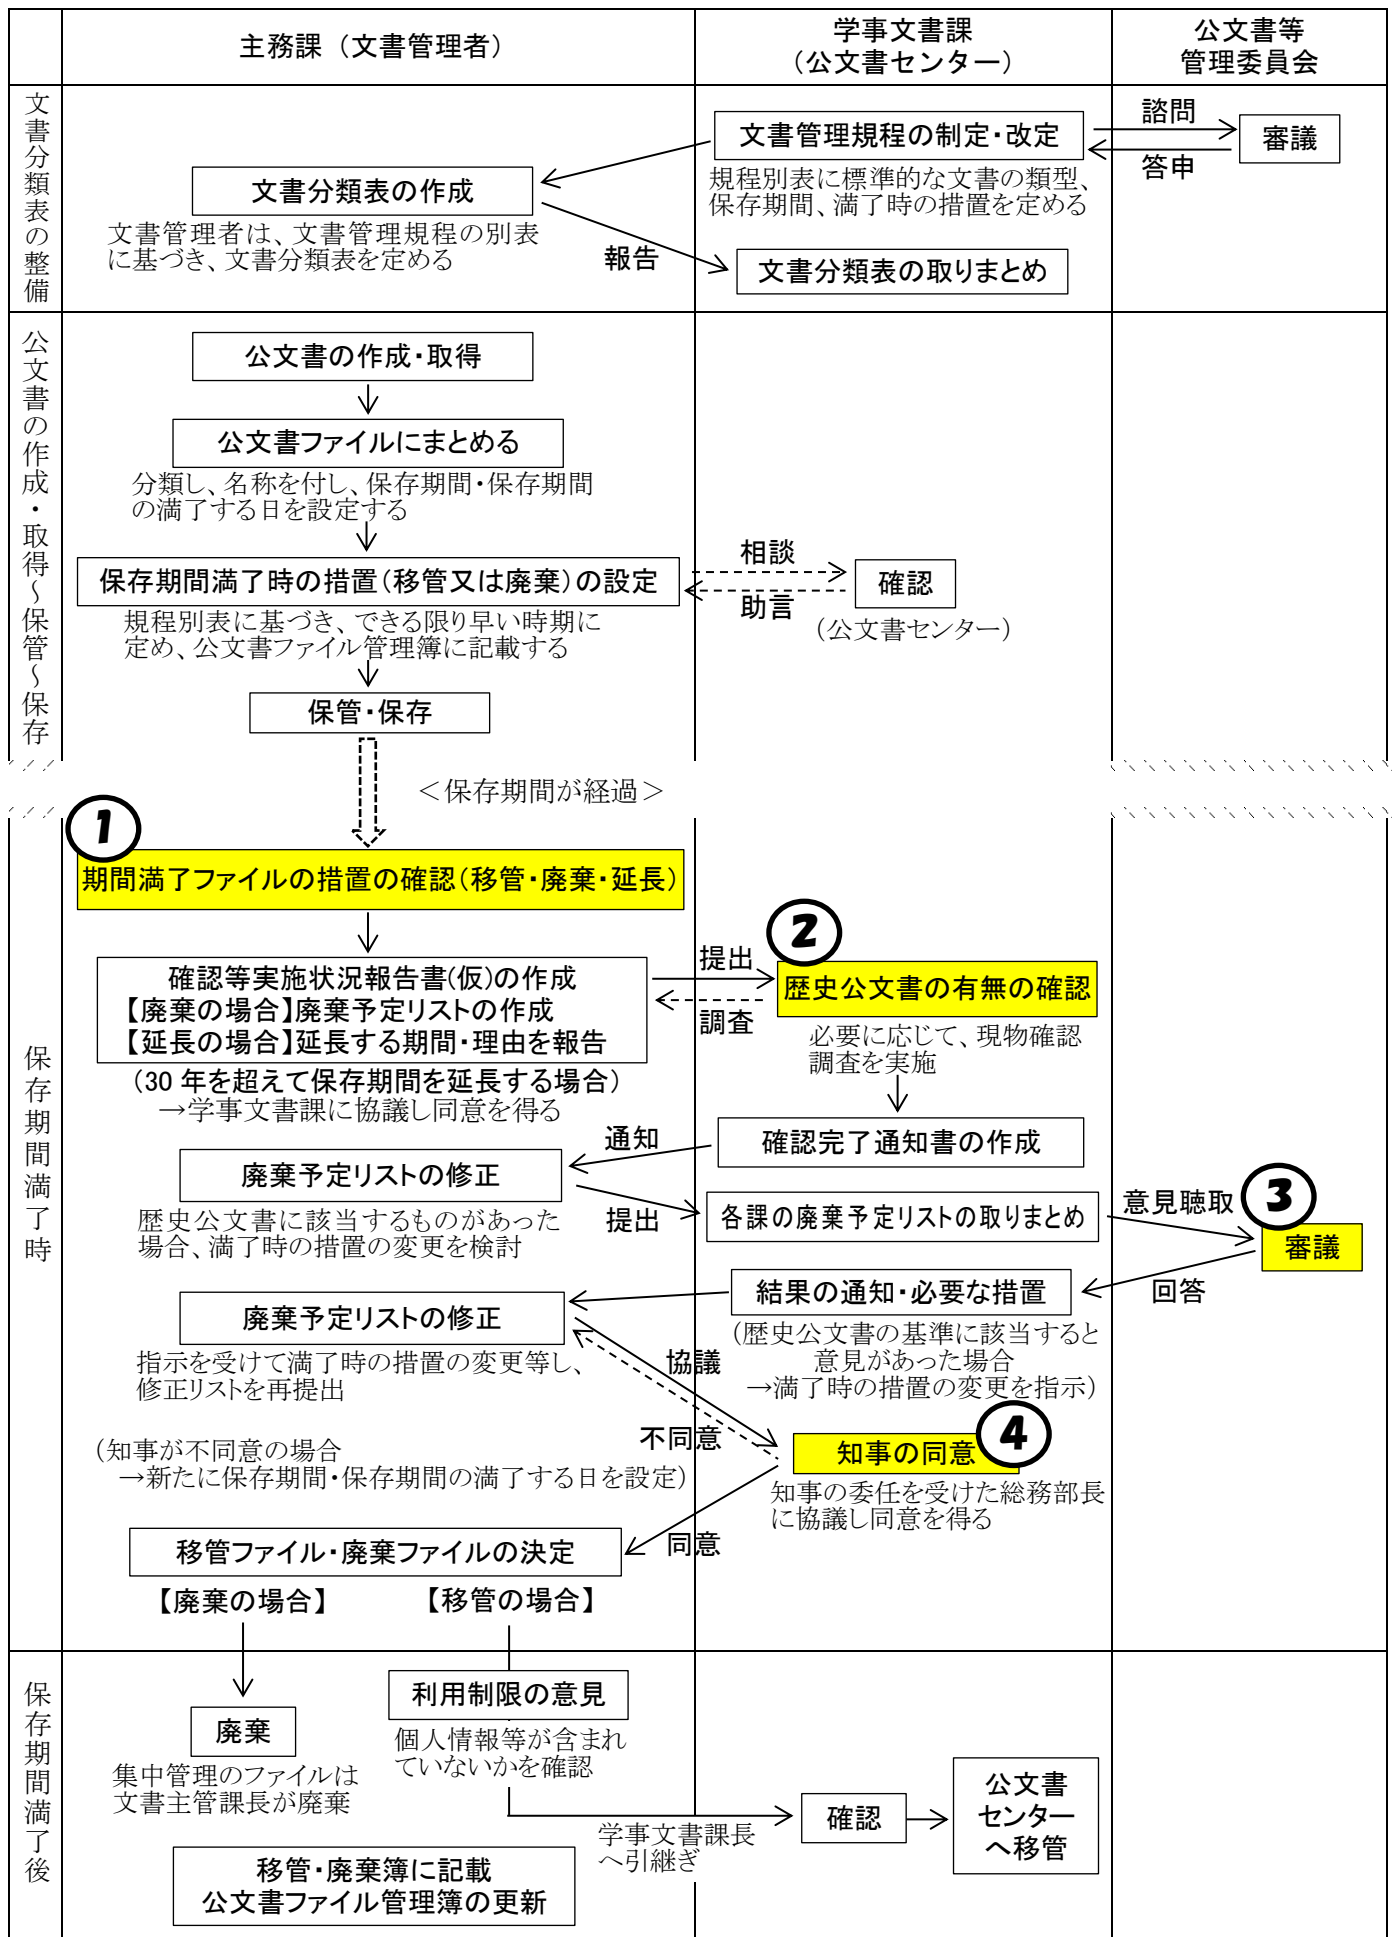 主務課（文書管理者）
学事文書課
（公文書センター）
公文書等
管理委員会
文書分類表の整備
文書管理規程の制定・改定
諮問
審議
答申
規程別表に標準的な文書の類型、
保存期間、満了時の措置を定める
文書分類表の作成
文書管理者は、文書管理規程の別表
に基づき、文書分類表を定める
報告
文書分類表の取りまとめ
公文書の作成・取得～保管～保存
公文書の作成・取得
公文書ファイルにまとめる
分類し、名称を付し、保存期間・保存期間
の満了する日を設定する
保存期間満了時の措置（移管又は廃棄）の設定
相談
確認
助言
（公文書センター）
規程別表に基づき、できる限り早い時期に
定め、公文書ファイル管理簿に記載する
保管・保存
＜保存期間が経過＞
保存期間満了時
1
期間満了ファイルの措置の確認（移管・廃棄・延長）
確認等実施状況報告書(仮)の作成
【廃棄の場合】廃棄予定リストの作成
【延長の場合】延長する期間・理由を報告
（30 年を超えて保存期間を延長する場合）
→学事文書課に協議し同意を得る
提出
調査
2
歴史公文書の有無の確認
必要に応じて、現物確認
調査を実施
確認完了通知書の作成
通知
廃棄予定リストの修正
歴史公文書に該当するものがあった
場合、満了時の措置の変更を検討
提出
各課の廃棄予定リストの取りまとめ
意見聴取
3
審議
回答
結果の通知・必要な措置
（歴史公文書の基準に該当すると
意見があった場合
→満了時の措置の変更を指示）
廃棄予定リストの修正
指示を受けて満了時の措置の変更等し、
修正リストを再提出
協議
不同意
4
知事の同意
知事の委任を受けた総務部長
に協議し同意を得る
（知事が不同意の場合
→新たに保存期間・保存期間の満了する日を設定）
同意
移管ファイル・廃棄ファイルの決定
【廃棄の場合】
【移管の場合】
保存期間満了後
廃棄
集中管理のファイルは
文書主管課長が廃棄
利用制限の意見
個人情報等が含まれ
ていないかを確認
学事文書課長
へ引継ぎ
確認
公文書
センター
へ移管
移管・廃棄簿に記載
公文書ファイル管理簿の更新